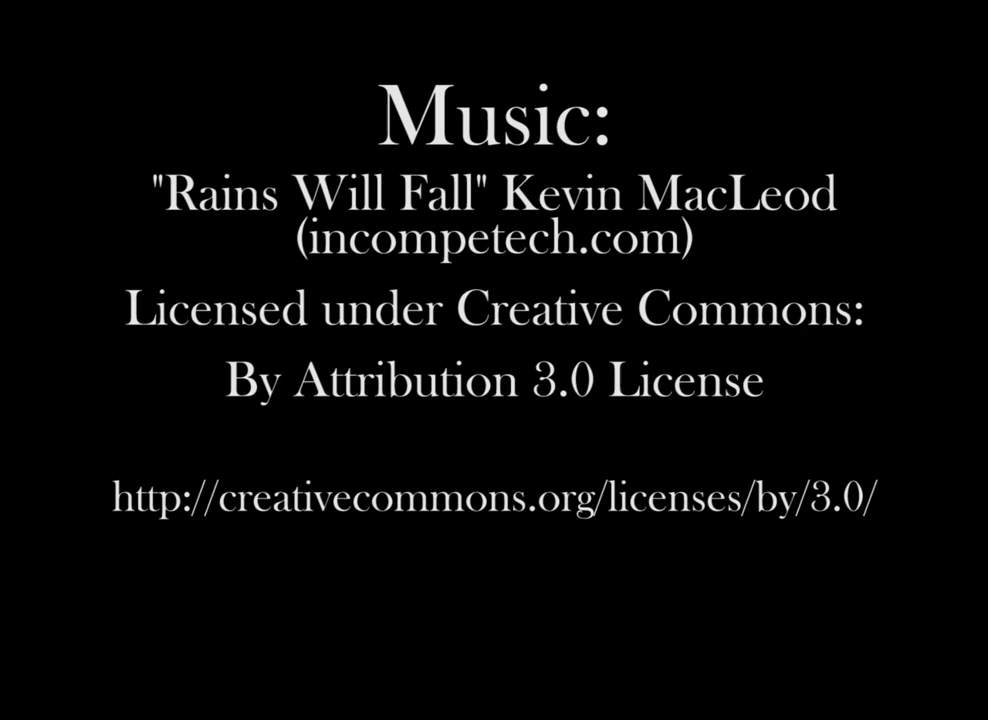 Music:
"Rains Will Fall" Kevin MacLeod
(incompetech.com)
Licensed under Creative Commons:
By Attribution 3.0 License
http://creativecommons.org/licenses/by/3.0/